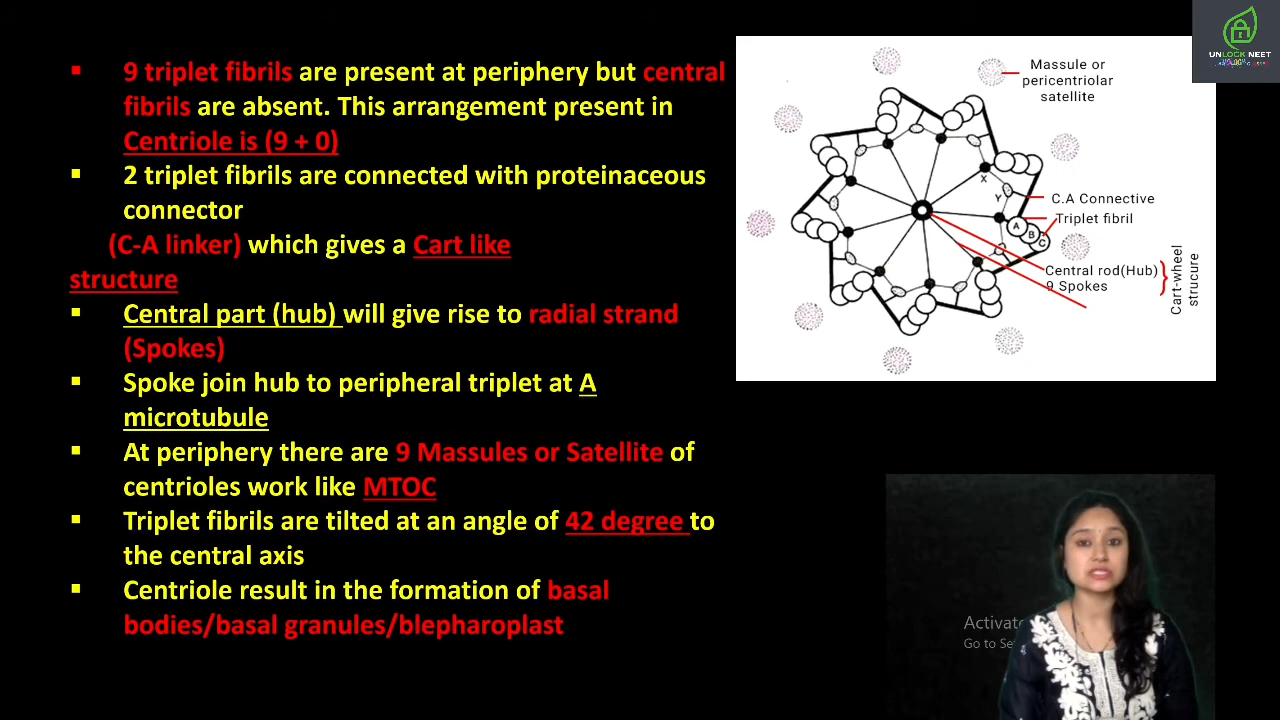 9 triplet fibrils are present at periphery but central
fibrils are absent. This arrangement present in
Centriole is (9 + 0)
2 triplet fibrils are connected with proteinaceous
connector
(C-A linker) which gives a Cart like
structure
Central part (hub) will give rise to radial strand
(Spokes)
Spoke join hub to peripheral triplet at A
microtubule
At periphery there are 9 Massules or Satellite of
centrioles work like MTOC
Triplet fibrils are tilted at an angle of 42 degree to
the central axis
Centriole result in the formation of basal
bodies/basal granules/blepharoplast
Massule or
pericentriolar
satellite
X
Y
C.A Connective
Triplet fibril
A
B
C
Central rod(Hub)
9 Spokes
Cart-wheel
strucure
UNLOCK NEET
Activate
Go to Se